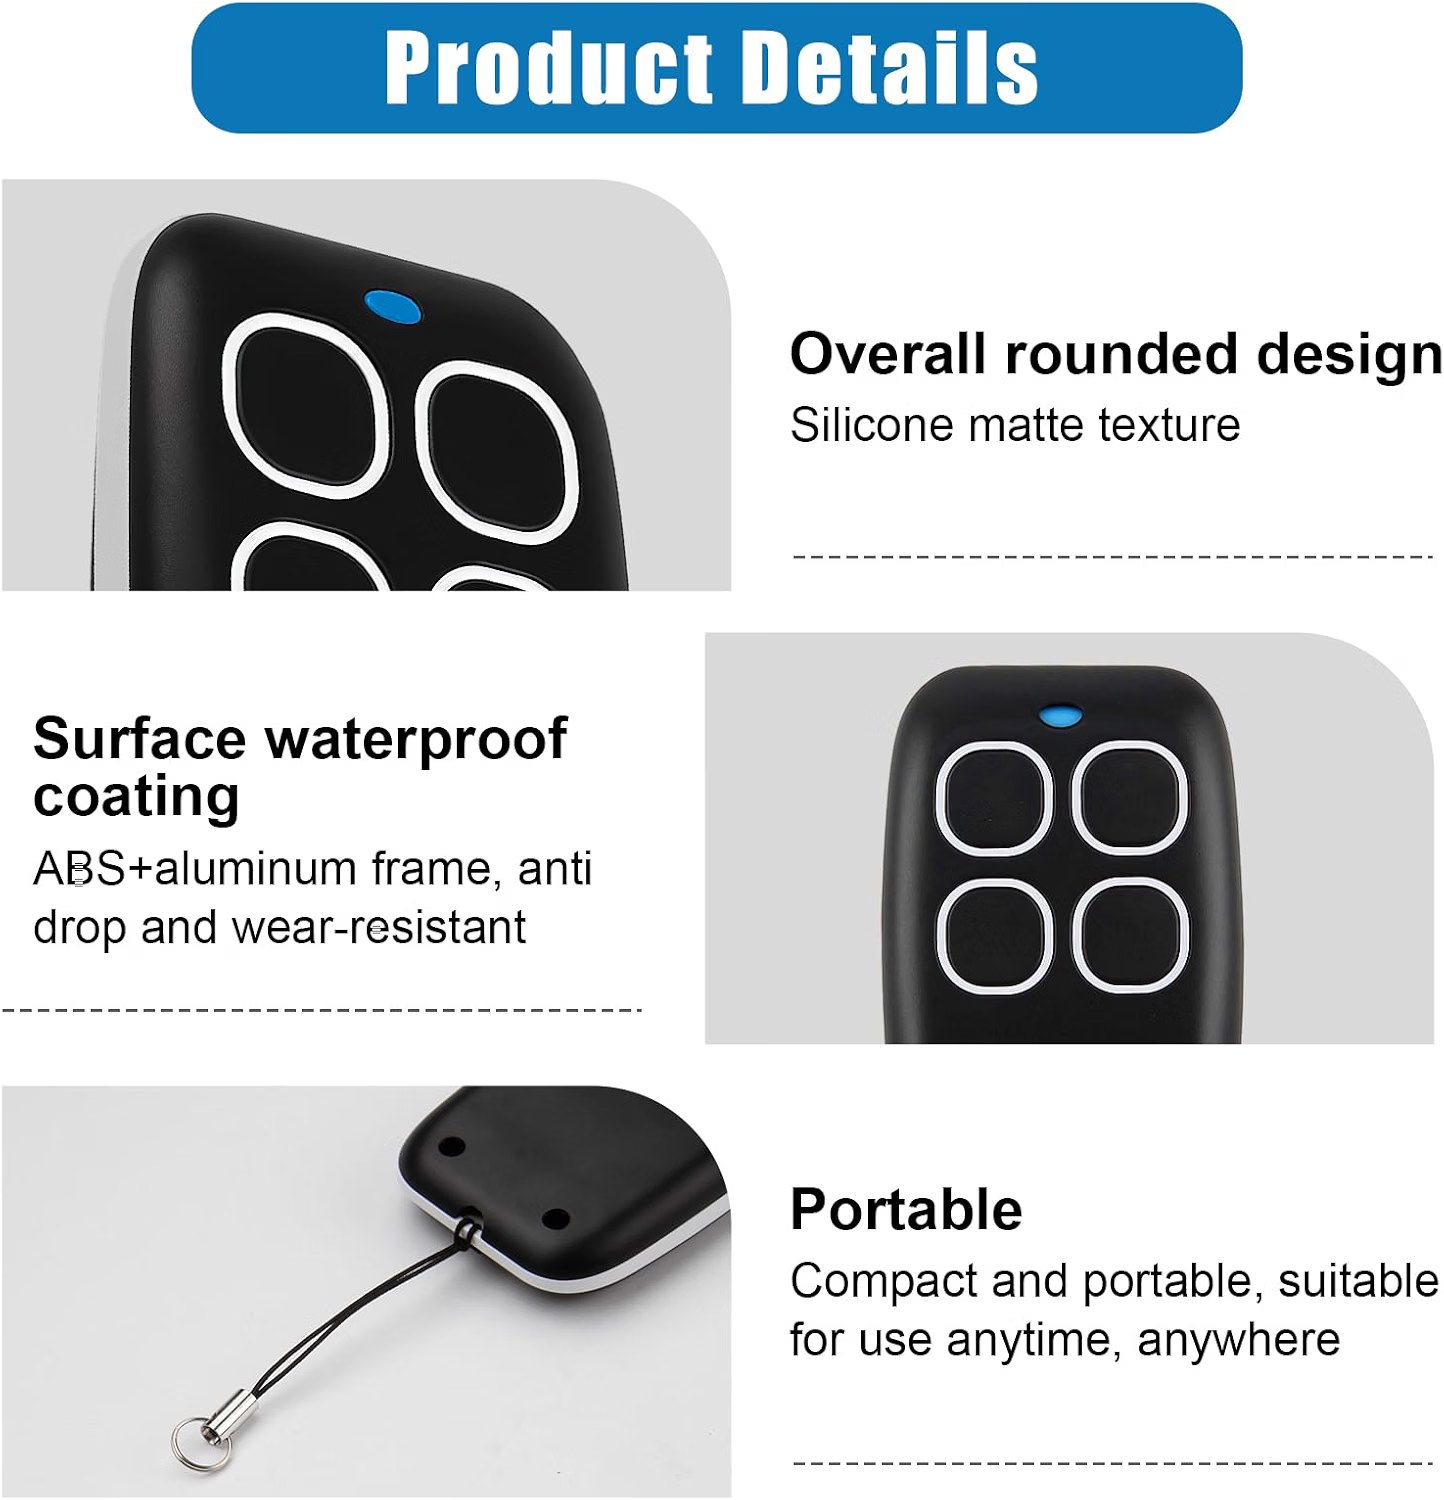 Product Details
Overall rounded design
Silicone matte texture
Surface waterproof
coating
ABS+aluminum frame, anti
drop and wear-resistant
Portable
Compact and portable, suitable
for use anytime, anywhere